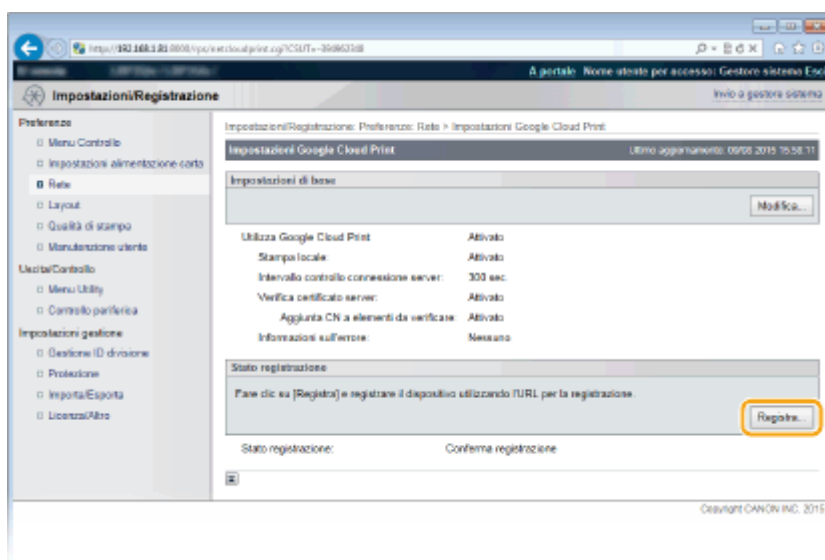 A portale Nome utente per accesso: Gestore sistema
Impostazioni/Registrazione
Invio a gestore sistema
Preferenze
Menu Controllo
Impostazioni alimentazione carta
Rete
Layout
Qualità di stampa
Manutenzione utente
Uscita/Controllo
Menu Utility
Controllo periferica
Impostazioni gestione
Gestione ID divisione
Protezione
Importa/Esporta
Licenza/Altro
Impostazioni/Registrazione: Preferenze: Rete > Impostazioni Google Cloud Print
Impostazioni Google Cloud Print
Ultimo aggiornamento: 2015
Impostazioni di base
Modifica...
Utilizza Google Cloud Print Attivato
Stampa locale: Attivato
Intervallo controllo connessione server: 300 sec.
Verifica certificato server: Attivato
Aggiunta CN a elementi da verificare: Attivato
Informazioni sull'errore: Nessuno
Stato registrazione
Fare clic su [Registra] e registrare il dispositivo utilizzando l'URL per la registrazione.
Registra...
Stato registrazione: Conferma registrazione
Copyright CANON INC. 2015